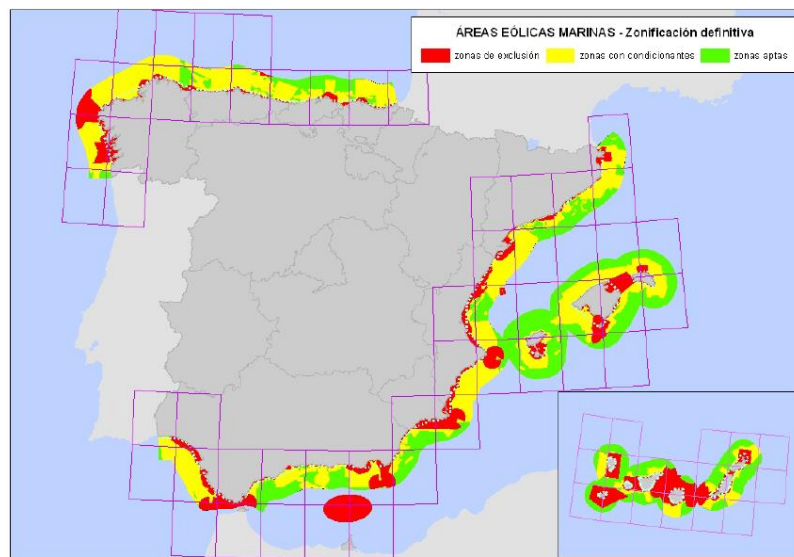 ÁREAS EÓLICAS MARINAS - Zonificación definitiva
zonas de exclusión zonas con condicionantes zonas aptas